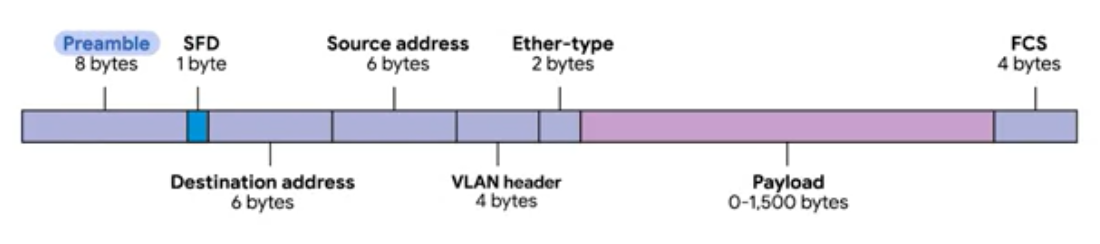 Preamble
8 bytes
SFD
1 byte
Source address
6 bytes
Ether-type
2 bytes
FCS
4 bytes
Destination address
6 bytes
VLAN header
4 bytes
Payload
0-1,500 bytes